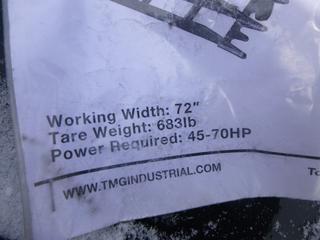 Working Width: 72"
Tare Weight: 683lb
Power Required: 45-70HP
WWW.TMGINDUSTRIAL.COM